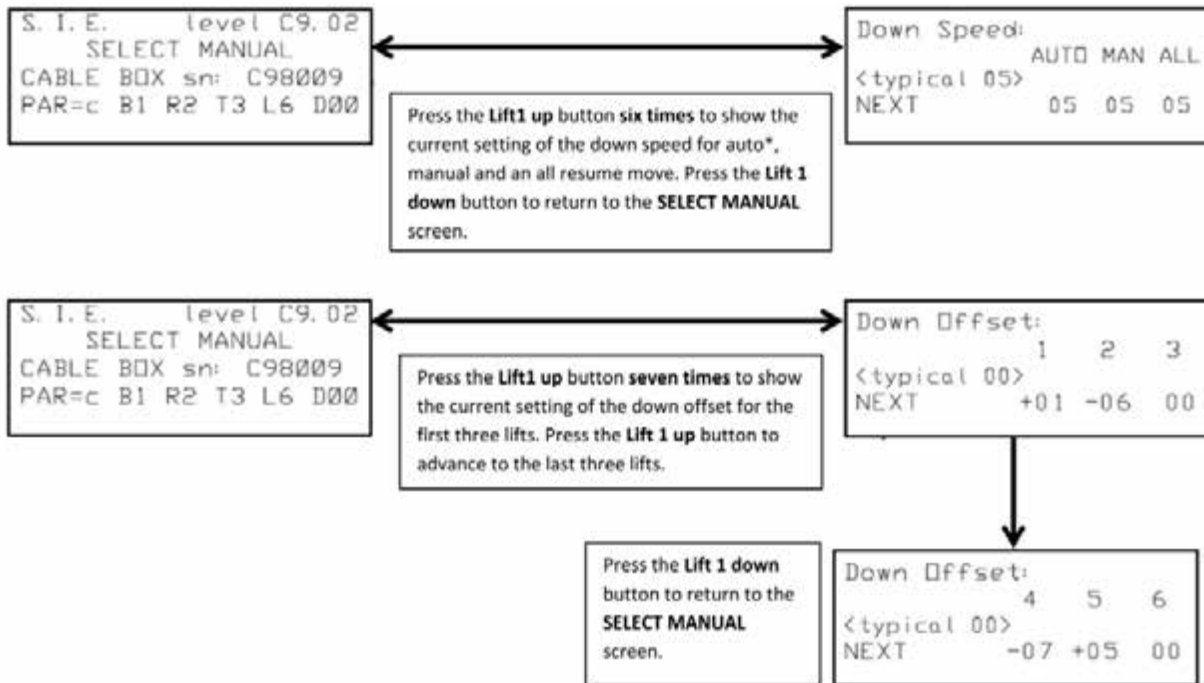 S. I. E. level C9.02
SELECT MANUAL
CABLE BOX sn: C98009
PAR=c B1 R2 T3 L6 D00
Press the Lift1 up button six times to show the
current setting of the down speed for auto*,
manual and an all resume move. Press the Lift 1
down button to return to the SELECT MANUAL
screen.
Down Speed:
AUTO MAN ALL
<typical 05>
NEXT 05 05 05
S. I. E. level C9.02
SELECT MANUAL
CABLE BOX sn: C98009
PAR=c B1 R2 T3 L6 D00
Press the Lift1 up button seven times to show
the current setting of the down offset for the
first three lifts. Press the Lift 1 up button to
advance to the last three lifts.
Down Offset:
1 2 3
<typical 00>
NEXT +01 -06 00
Press the Lift 1 down
button to return to the
SELECT MANUAL
screen.
Down Offset:
4 5 6
<typical 00>
NEXT -07 +05 00